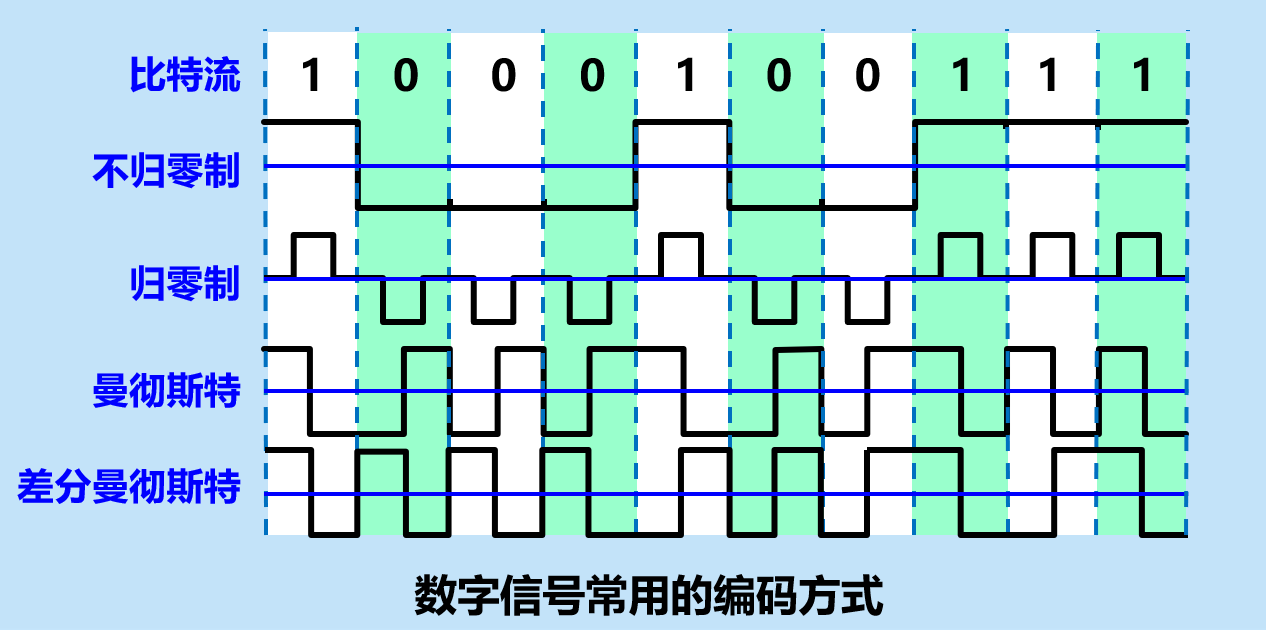 比特流 1 0 0 0 1 0 0 1 1 1
不归零制
归零制
曼彻斯特
差分曼彻斯特
数字信号常用的编码方式